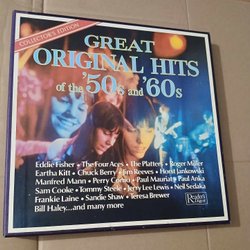 COLLECTOR'S EDITION
GREAT
ORIGINAL HITS
of the '50s and '60s
Eddie Fisher • The Four Aces • The Platters • Roger Miller
Eartha Kitt • Chuck Berry • Jim Reeves • Horst Jankowski
Manfred Mann • Perry Como • Paul Mauriat • Paul Anka
Sam Cooke • Tommy Steele • Jerry Lee Lewis • Neil Sedaka
Frankie Laine • Sandie Shaw • Teresa Brewer
Bill Haley...and many more
Reader's
Digest